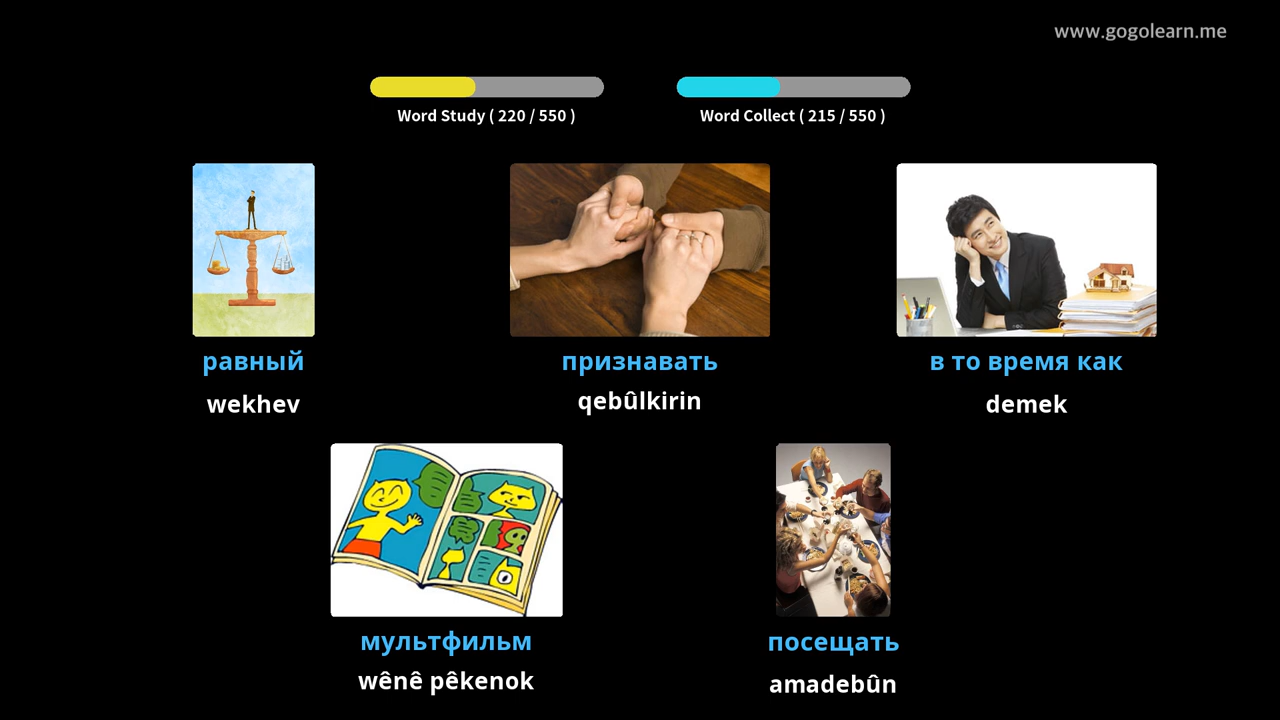 www.gogolearn.me
Word Study ( 220 / 550 )
Word Collect ( 215 / 550 )
равный
wekhev
признавать
qebûlkirin
в то время как
demek
мультфильм
wênê pêkenok
посещать
amadebûn